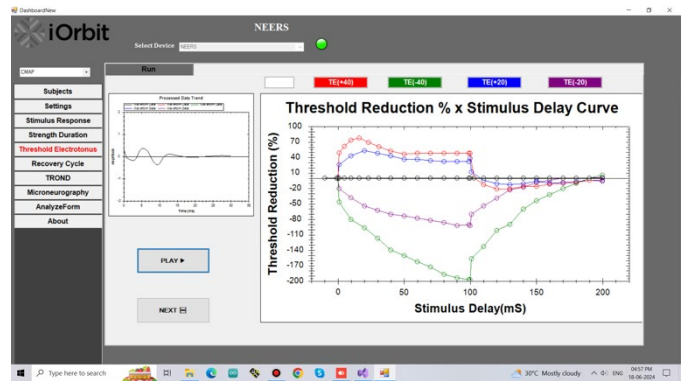 DashboardNew
iOrbit
NEERS
Select Device NEERS
CMAP
Run
Subjects
Settings
Stimulus Response
Strength Duration
Threshold Electrotonus
Recovery Cycle
TROND
Microneurography
AnalyzeForm
About
Processed Data Trend
Time (ms)
PLAY
NEXT
TE(+40) TE(-40) TE(+20) TE(-20)
Threshold Reduction % x Stimulus Delay Curve
Threshold Reduction (%)
100
70
40
10
-20
-50
-80
-110
-140
-170
-200
0 50 100 150 200
Stimulus Delay(mS)
Type here to search
30°C Mostly cloudy
ENG
04:57 PM
18-06-2024